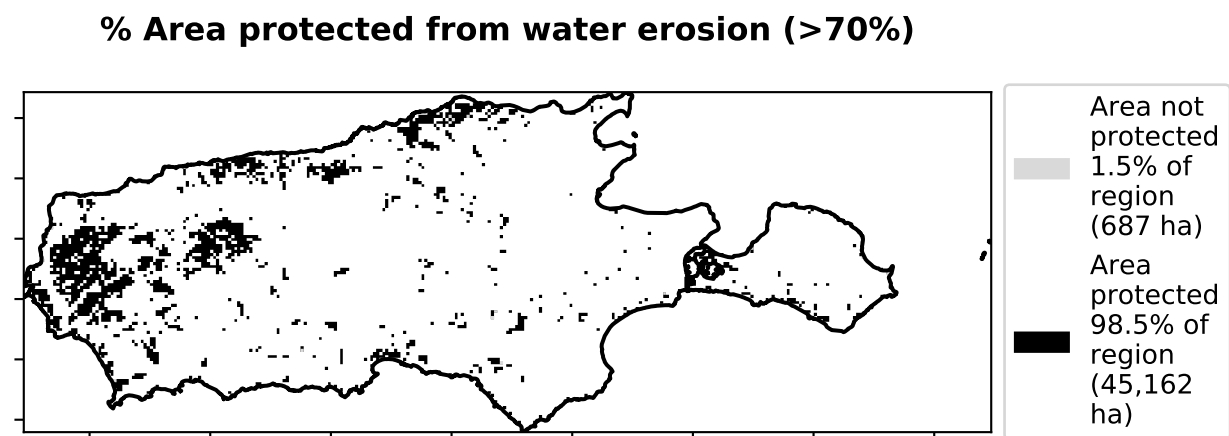 % Area protected from water erosion (>70%)
Area not
protected
1.5% of
region
(687 ha)
Area
protected
98.5% of
region
(45,162
ha)